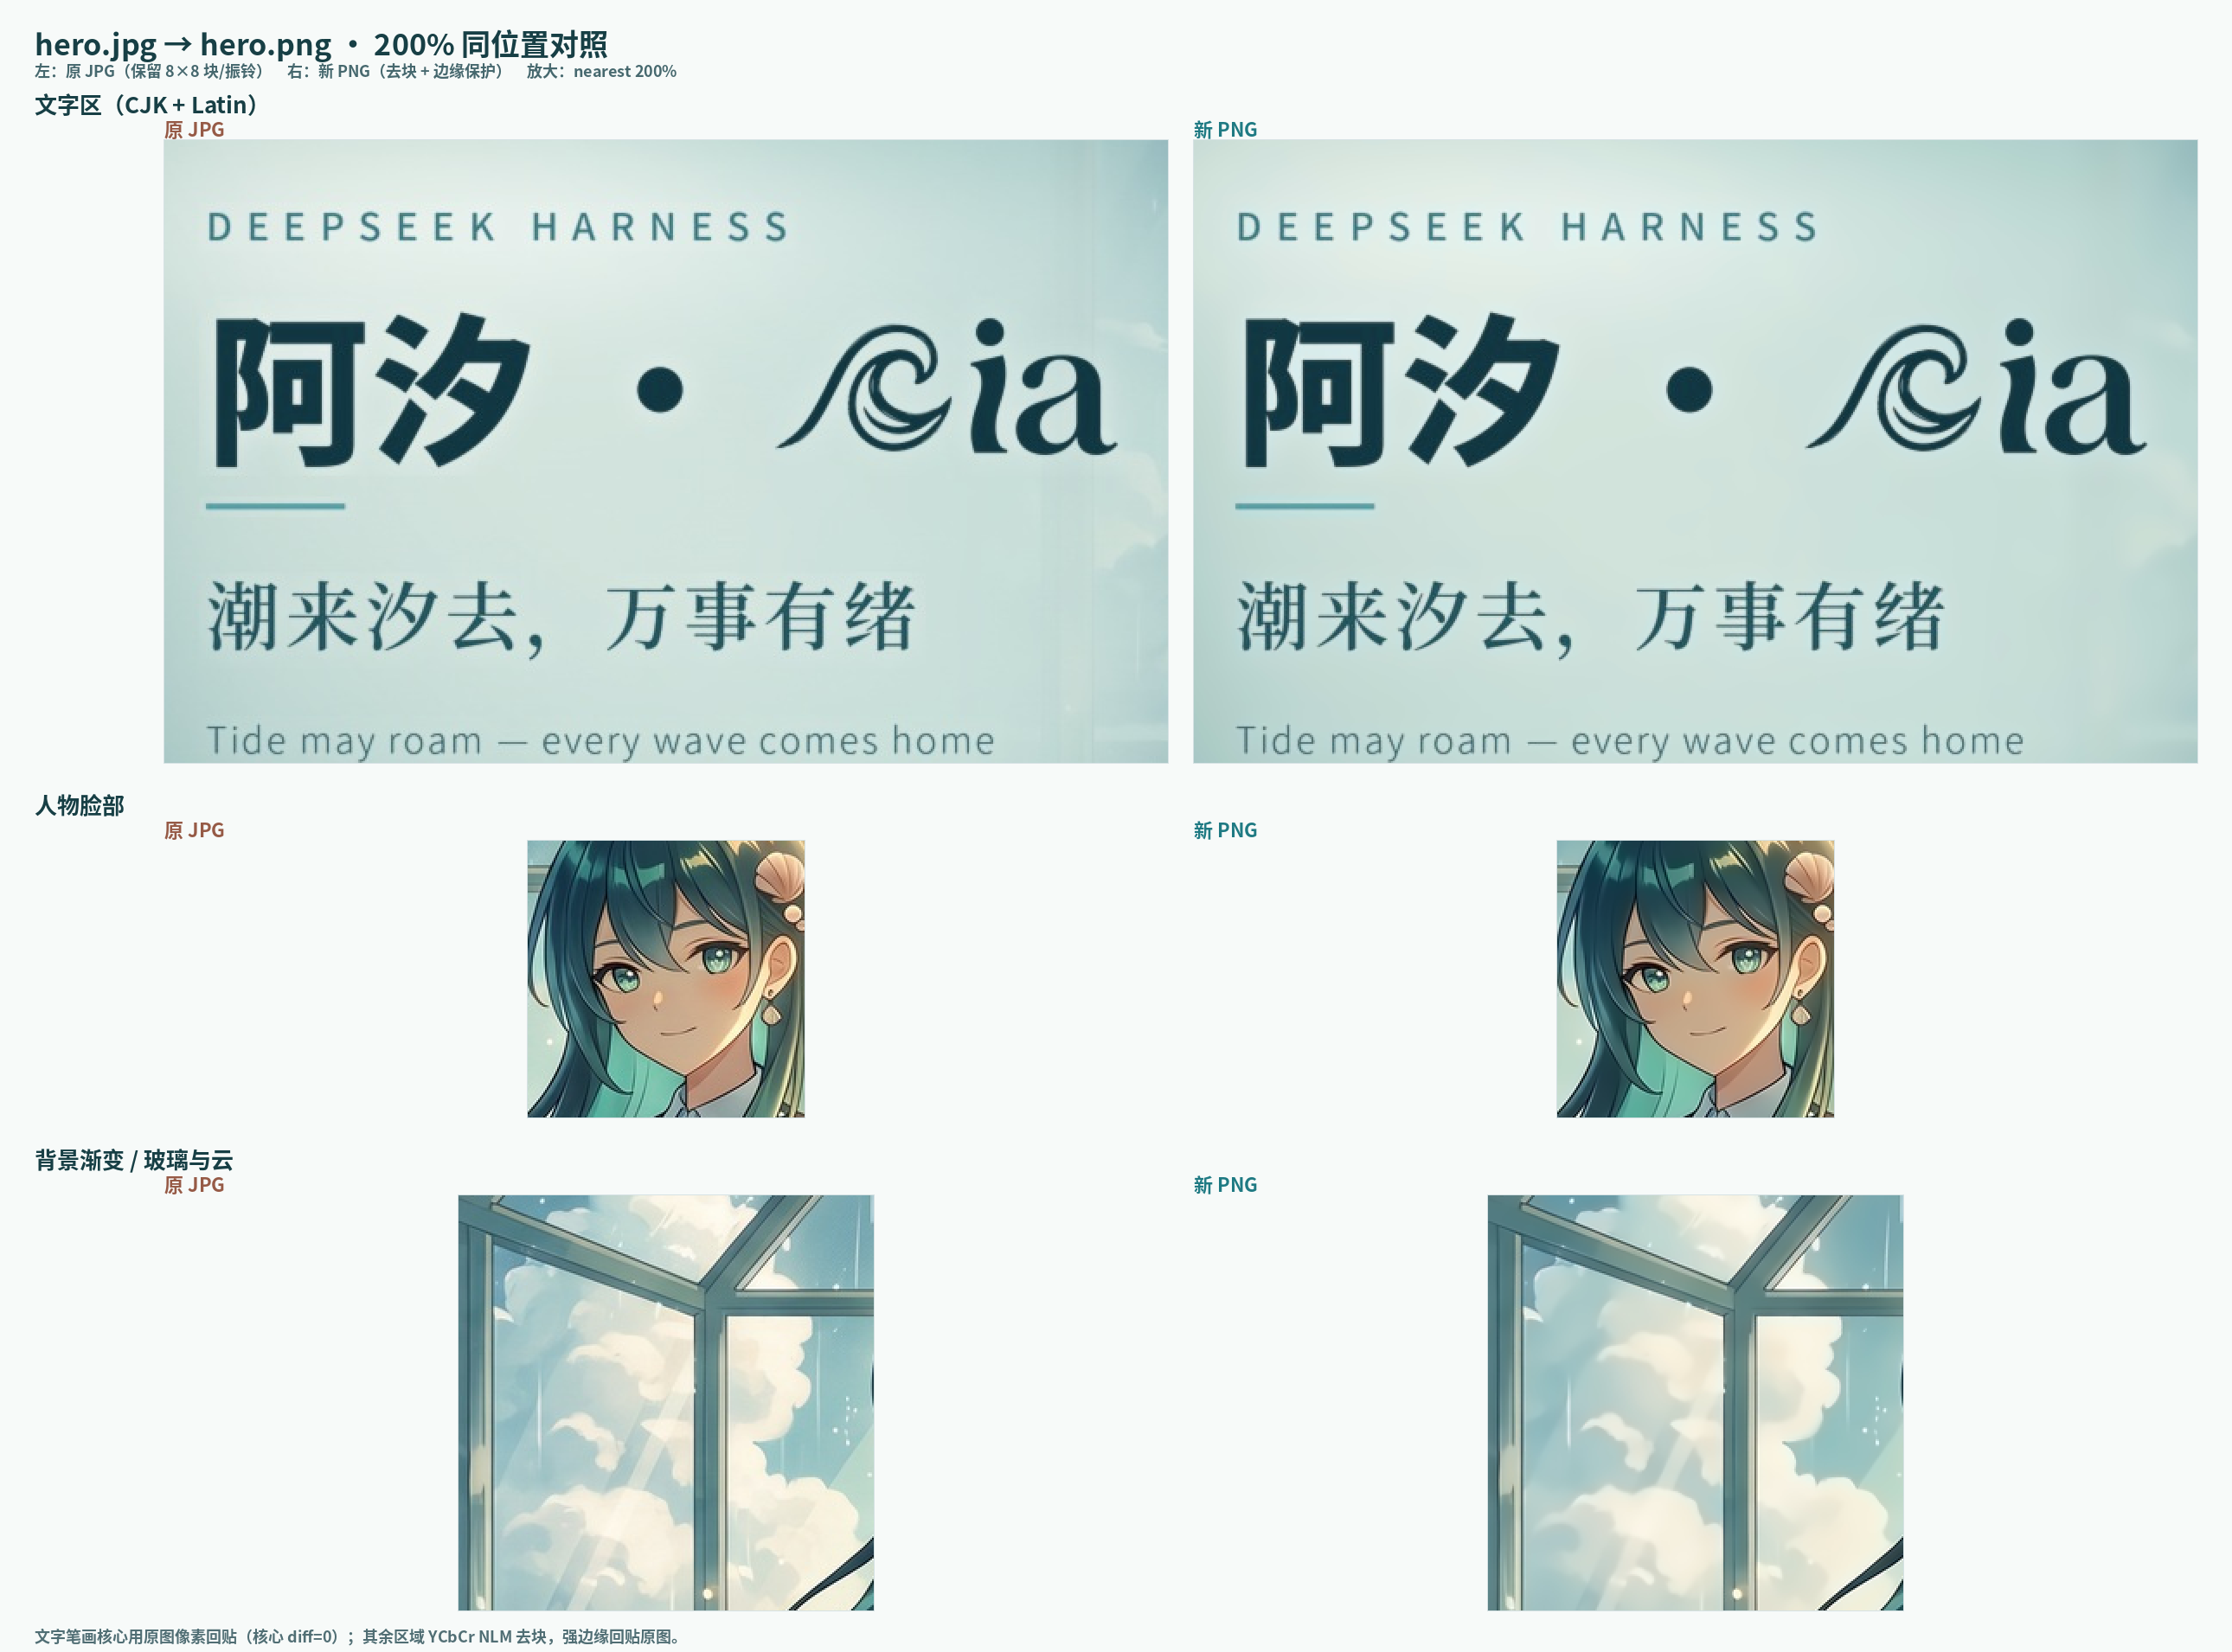 hero.jpg → hero.png · 200% 同位置对照
左：原 JPG（保留 8×8 块/振铃） 右：新 PNG（去块 + 边缘保护） 放大：nearest 200%
文字区（CJK + Latin）
原 JPG
新 PNG
DEEPSEEK HARNESS
阿汐 · ia
潮来汐去，万事有绪
Tide may roam — every wave comes home
DEEPSEEK HARNESS
阿汐 · ia
潮来汐去，万事有绪
Tide may roam — every wave comes home
人物脸部
原 JPG
新 PNG
背景渐变 / 玻璃与云
原 JPG
新 PNG
文字笔画核心用原图像素回贴（核心 diff=0）；其余区域 YCbCr NLM 去块，强边缘回贴原图。